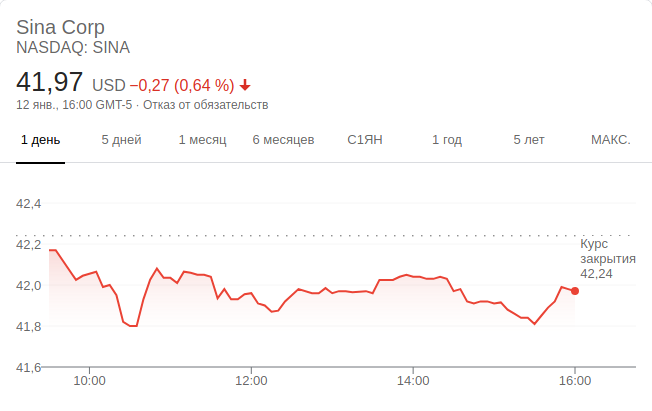 Sina Corp
NASDAQ: SINA
41,97 USD −0,27 (0,64 %)
12 янв., 16:00 GMT-5 · Отказ от обязательств
1 день 5 дней 1 месяц 6 месяцев С1ЯН 1 год 5 лет МАКС.
42,4
42,2
42,0
41,8
41,6
Курс
закрытия
42,24
10:00 12:00 14:00 16:00